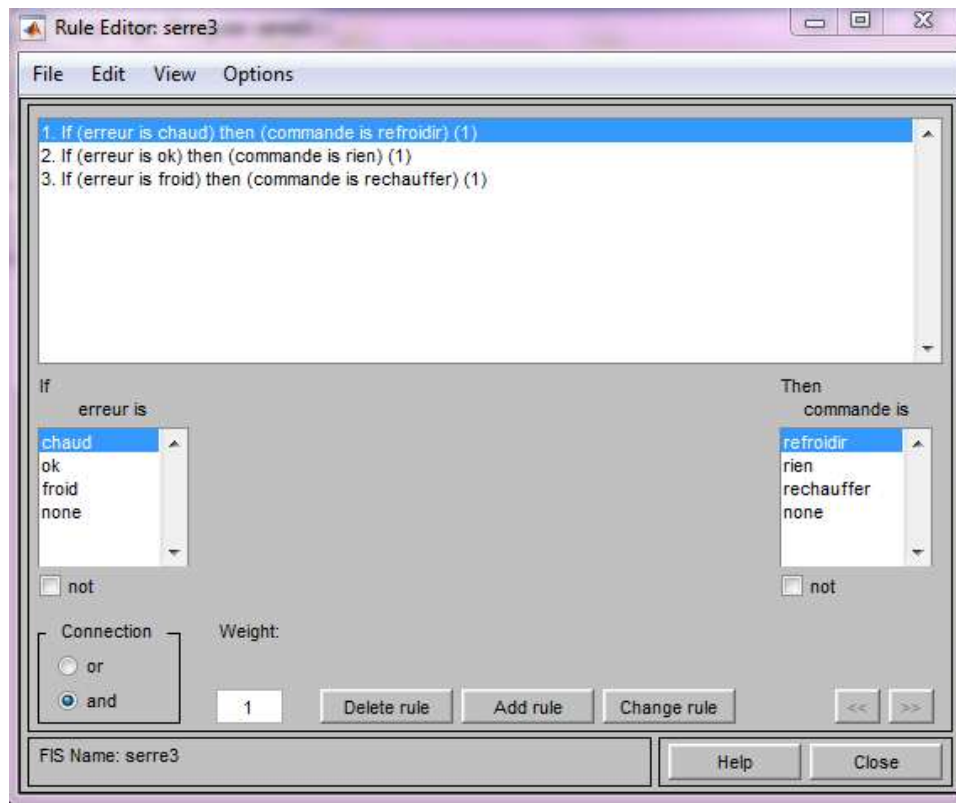 Rule Editor: serre3
File Edit View Options
1. If (erreur is chaud) then (commande is refroidir) (1)
2. If (erreur is ok) then (commande is rien) (1)
3. If (erreur is froid) then (commande is rechauffer) (1)
If
erreur is
chaud
ok
froid
none
not
Then
commande is
refroidir
rien
rechauffer
none
not
Connection
or
and
Weight:
1
Delete rule Add rule Change rule << >>
FIS Name: serre3
Help Close